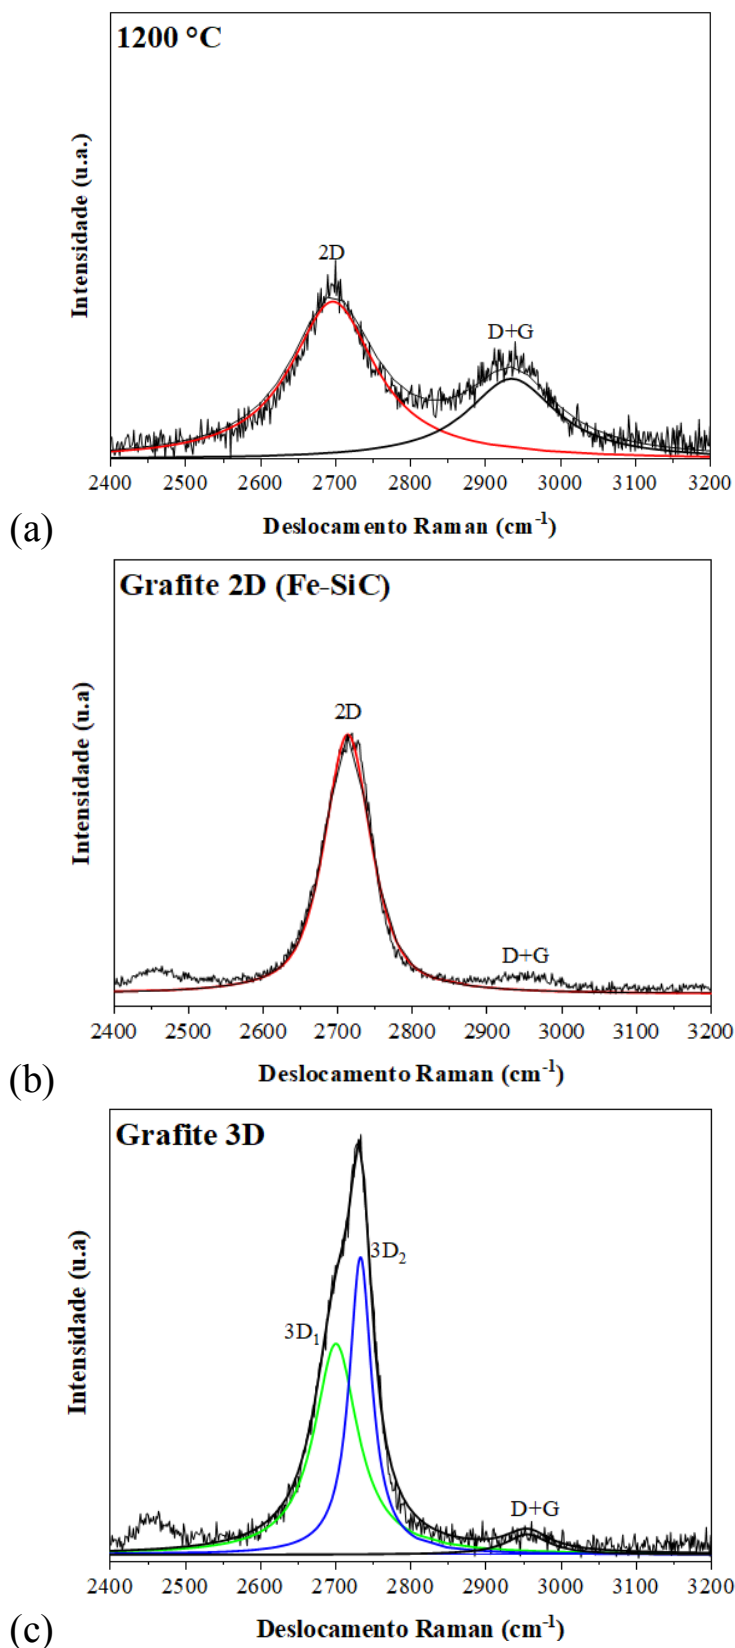 1200 °C
Intensidade (u.a.)
2D
D+G
2400 2500 2600 2700 2800 2900 3000 3100 3200
Deslocamento Raman (cm⁻¹)
(a)
Grafite 2D (Fe-SiC)
Intensidade (u.a)
2D
D+G
2400 2500 2600 2700 2800 2900 3000 3100 3200
Deslocamento Raman (cm⁻¹)
(b)
Grafite 3D
Intensidade (u.a)
3D₂
3D₁
D+G
2400 2500 2600 2700 2800 2900 3000 3100 3200
Deslocamento Raman (cm⁻¹)
(c)